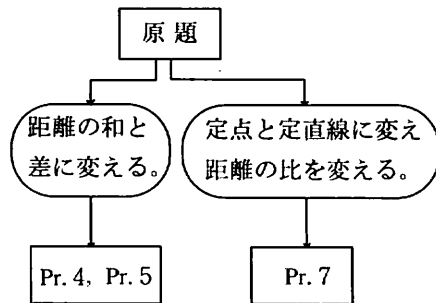 原題
距離の和と
差に変える。
定点と定直線に変え
距離の比を変える。
Pr.4, Pr.5
Pr.7